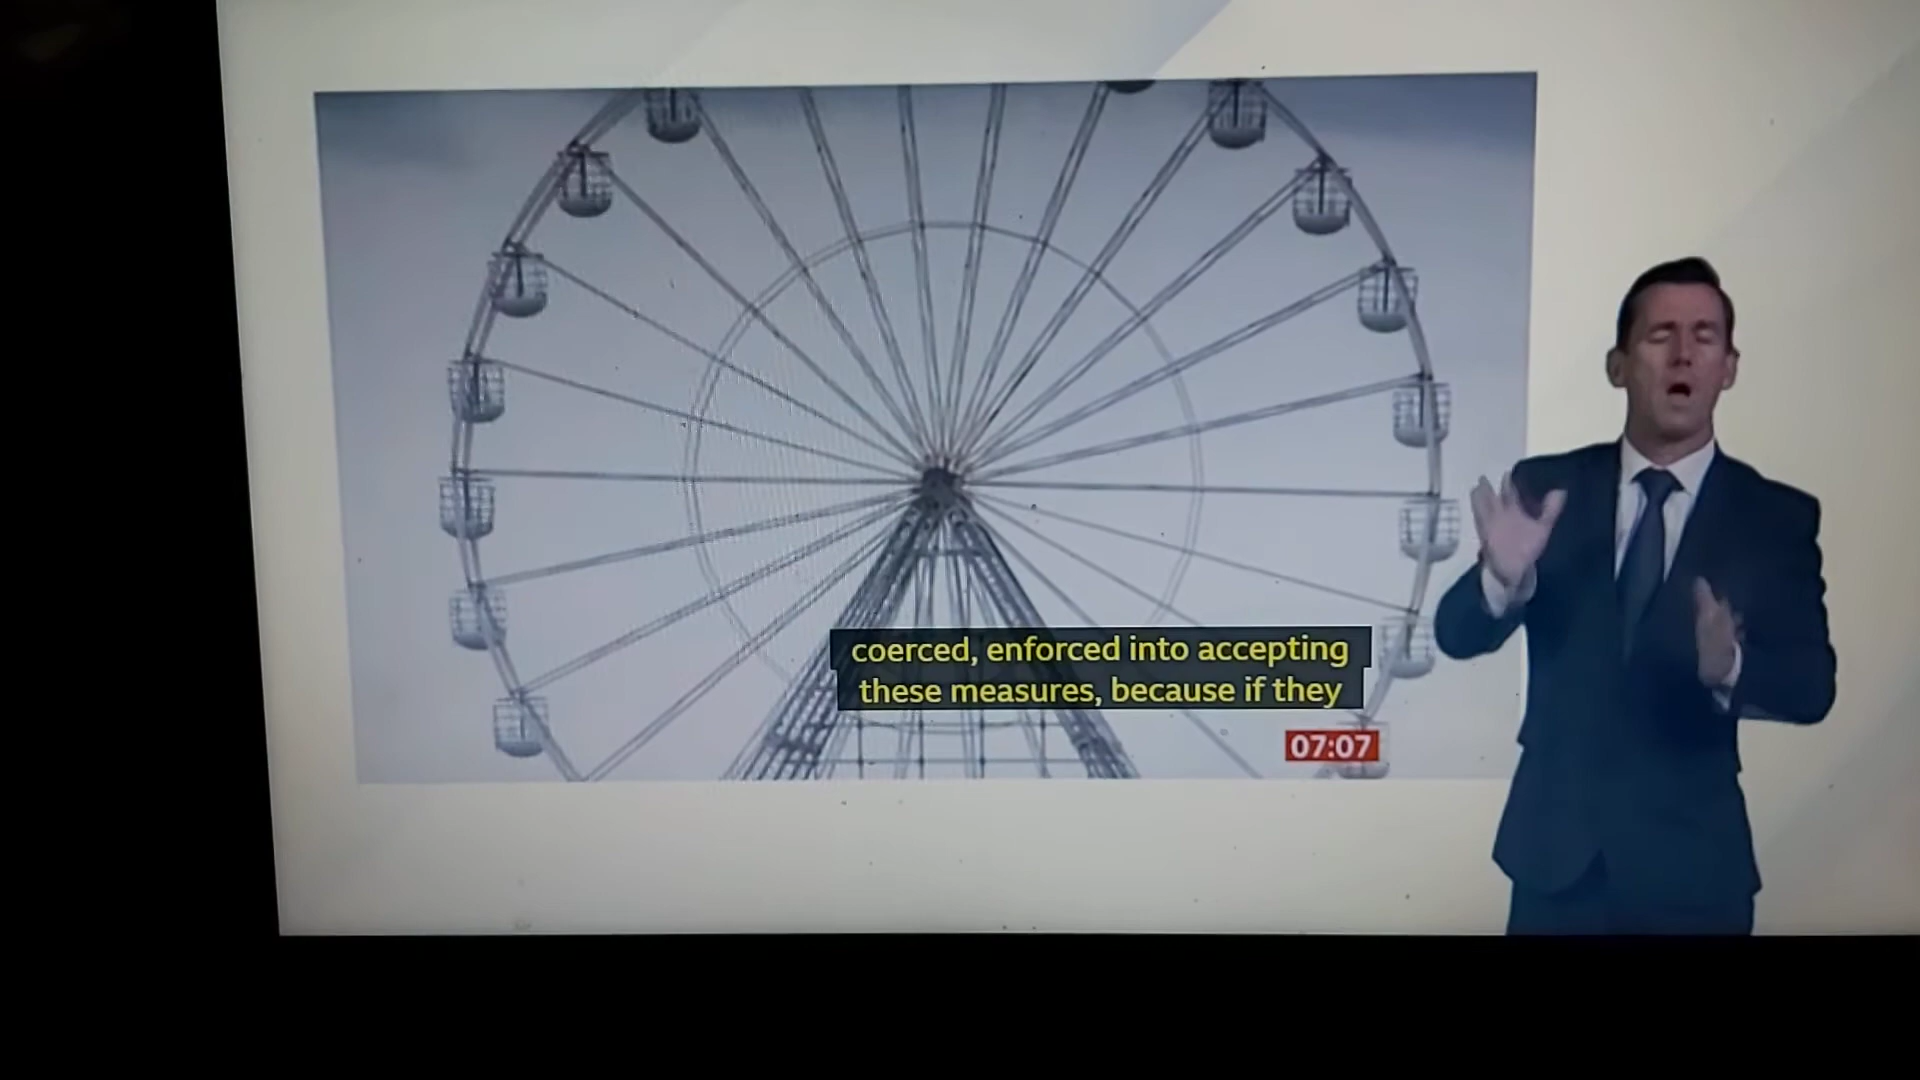 coerced, enforced into accepting
these measures, because if they
07:07